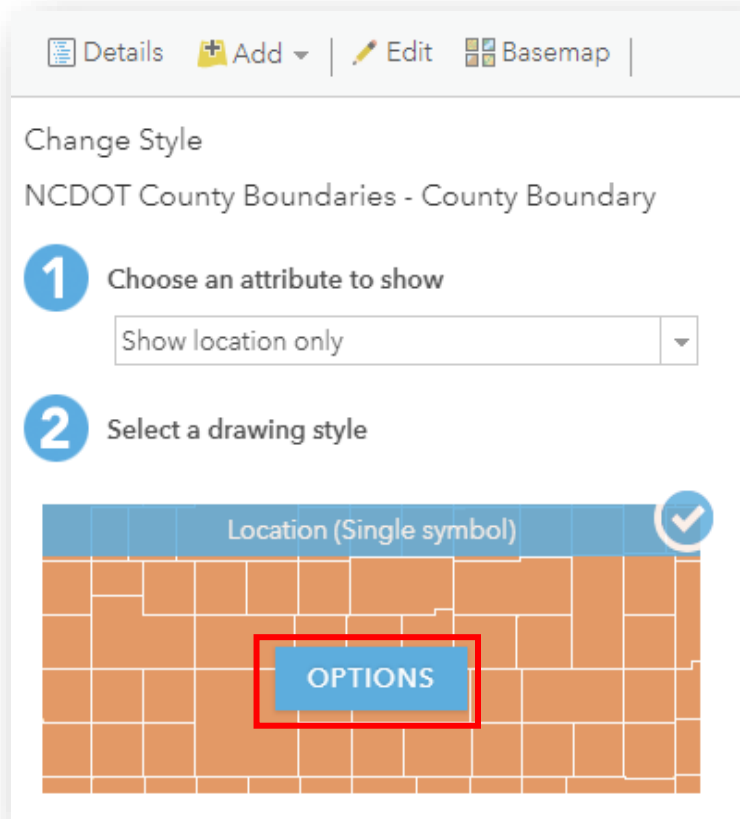 Details Add Edit Basemap
Change Style
NCDOT County Boundaries - County Boundary
1 Choose an attribute to show
Show location only
2 Select a drawing style
Location (Single symbol)
OPTIONS